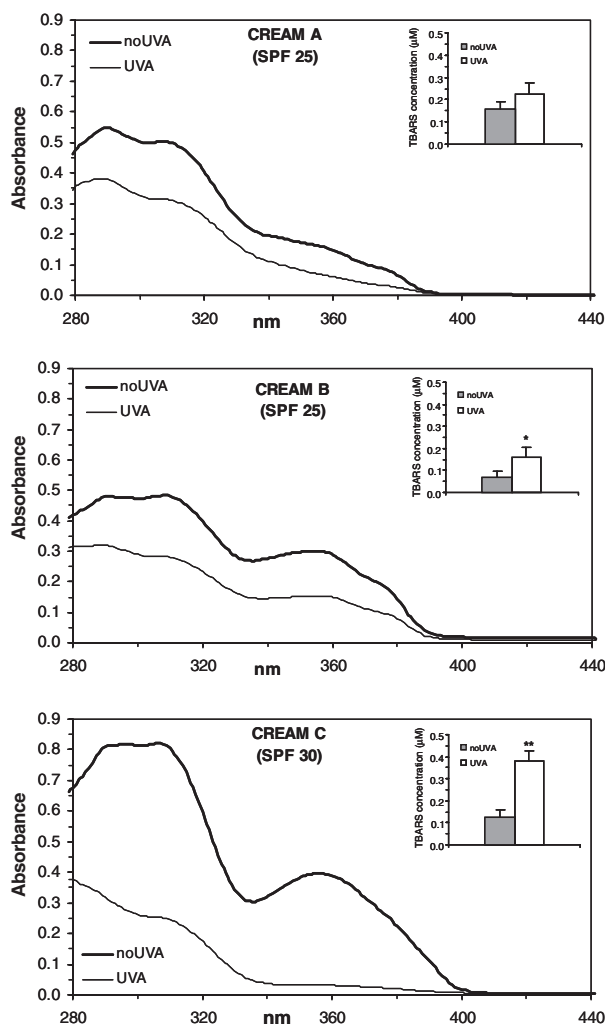 CREAM A
(SPF 25)
noUVA
UVA
Absorbance
0.9
0.8
0.7
0.6
0.5
0.4
0.3
0.2
0.1
0.0
280
320
360
400
440
nm
TBARS concentration (µM)
0.5
0.4
0.3
0.2
0.1
0.0
noUVA
UVA
CREAM B
(SPF 25)
noUVA
UVA
Absorbance
0.9
0.8
0.7
0.6
0.5
0.4
0.3
0.2
0.1
0.0
280
320
360
400
440
nm
TBARS concentration (µM)
0.5
0.4
0.3
0.2
0.1
0.0
noUVA
UVA
*
CREAM C
(SPF 30)
noUVA
UVA
Absorbance
0.9
0.8
0.7
0.6
0.5
0.4
0.3
0.2
0.1
0.0
280
320
360
400
440
nm
TBARS concentration (µM)
0.5
0.4
0.3
0.2
0.1
0.0
noUVA
UVA
**